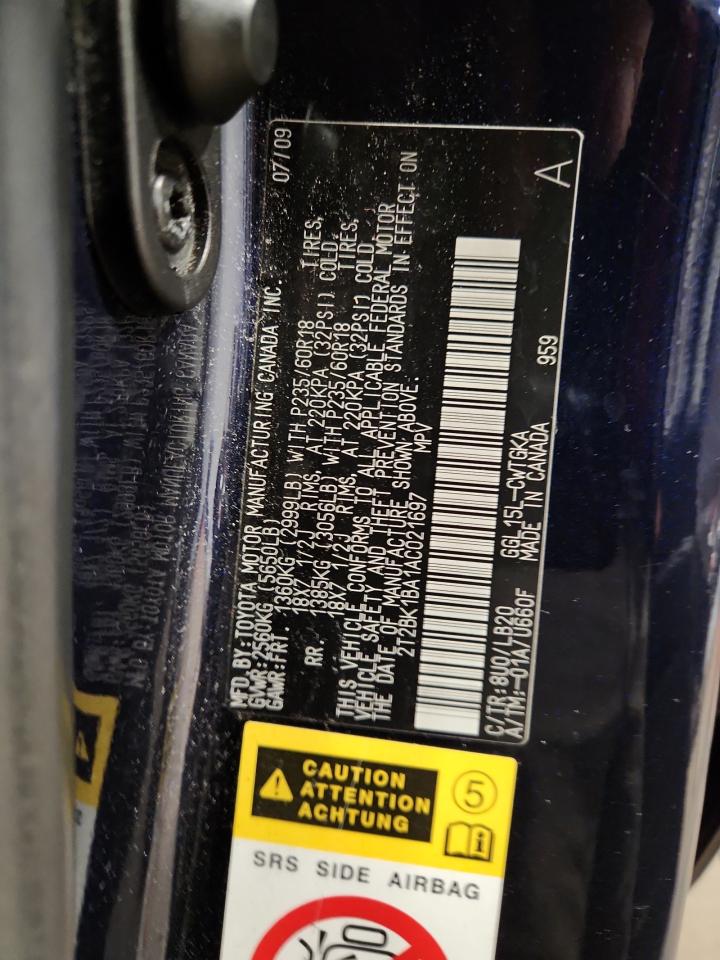 MFD. BY: TOYOTA MOTOR MANUFACTURING CANADA INC. 07/09
GVWR: 2560KG (5650LB)
GAWR: FRT. 1360KG (2999LB) WITH P235/60R18 TIRES,
18X7 1/2J RIMS, AT 220KPA (32PSI) COLD.
RR. 1385KG (3056LB) WITH P235/60R18 TIRES,
18X7 1/2J RIMS, AT 220KPA (32PSI) COLD.
THIS VEHICLE CONFORMS TO ALL APPLICABLE FEDERAL MOTOR
VEHICLE SAFETY AND THEFT PREVENTION STANDARDS IN EFFECT ON
THE DATE OF MANUFACTURE SHOWN ABOVE.
2T2BK1BA1AC021697 MPV
C/TR: 8U0/LB20 GGL15L-CWTGKA 959
A/TM: -01A/U660F MADE IN CANADA A
CAUTION
ATTENTION
ACHTUNG
5
SRS SIDE AIRBAG